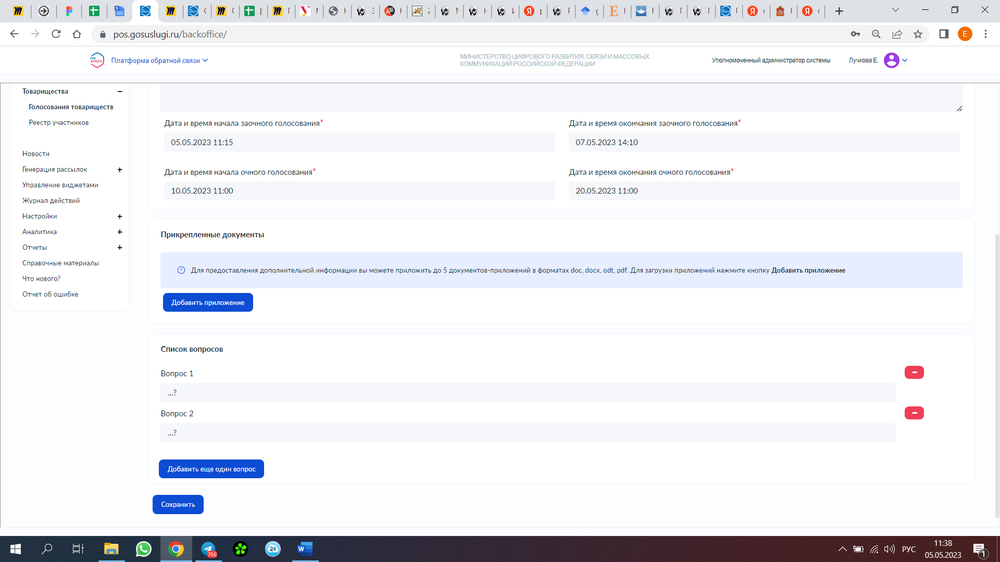 pos.gosuslugi.ru/backoffice/
E
гос
услуги
Платформа обратной связи
МИНИСТЕРСТВО ЦИФРОВОГО РАЗВИТИЯ, СВЯЗИ И МАССОВЫХ
КОММУНИКАЦИЙ РОССИЙСКОЙ ФЕДЕРАЦИИ
Уполномоченный администратор системы
Лучкова Е.
Товарищества
Голосования товариществ
Реестр участников
Новости
Генерация рассылок
Управление виджетами
Журнал действий
Настройки
Аналитика
Отчеты
Справочные материалы
Что нового?
Отчет об ошибке
Дата и время начала заочного голосования*
Дата и время окончания заочного голосования*
05.05.2023 11:15
07.05.2023 14:10
Дата и время начала очного голосования*
Дата и время окончания очного голосования*
10.05.2023 11:00
20.05.2023 11:00
Прикрепленные документы
Для предоставления дополнительной информации вы можете приложить до 5 документов-приложений в форматах doc, docx, odt, pdf. Для загрузки приложений нажмите кнопку Добавить приложение
Добавить приложение
Список вопросов
Вопрос 1
...?
Вопрос 2
...?
Добавить еще один вопрос
Сохранить
766
24
W
РУС
11:38
05.05.2023
1